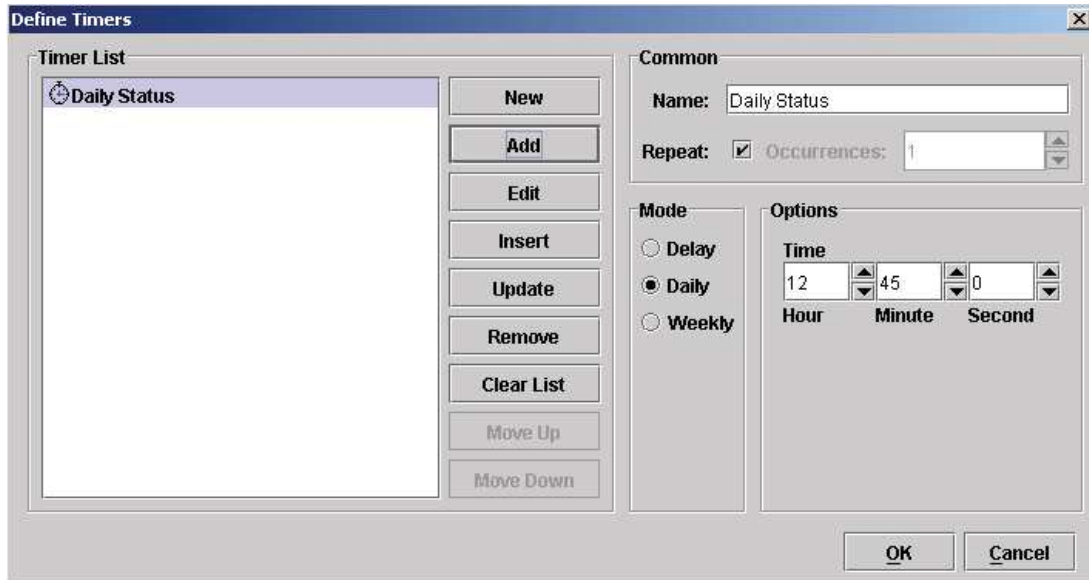 Define Timers
Timer List
Daily Status
New
Add
Edit
Insert
Update
Remove
Clear List
Move Up
Move Down
Common
Name: Daily Status
Repeat: Occurrences: 1
Mode
Delay
Daily
Weekly
Options
Time
12 45 0
Hour Minute Second
OK Cancel